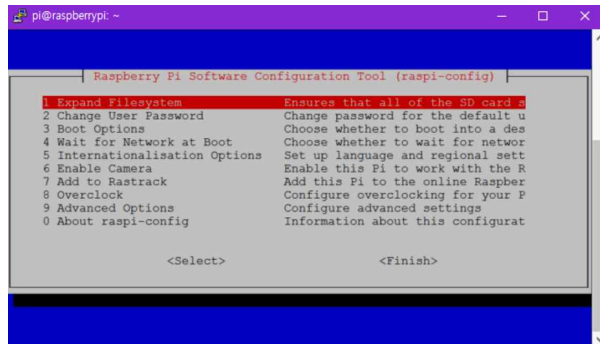 pi@raspberrypi: ~
Raspberry Pi Software Configuration Tool (raspi-config)
1 Expand Filesystem Ensures that all of the SD card s
2 Change User Password Change password for the default u
3 Boot Options Choose whether to boot into a des
4 Wait for Network at Boot Choose whether to wait for networ
5 Internationalisation Options Set up language and regional sett
6 Enable Camera Enable this Pi to work with the R
7 Add to Rastrack Add this Pi to the online Raspber
8 Overclock Configure overclocking for your P
9 Advanced Options Configure advanced settings
0 About raspi-config Information about this configurat
<Select> <Finish>